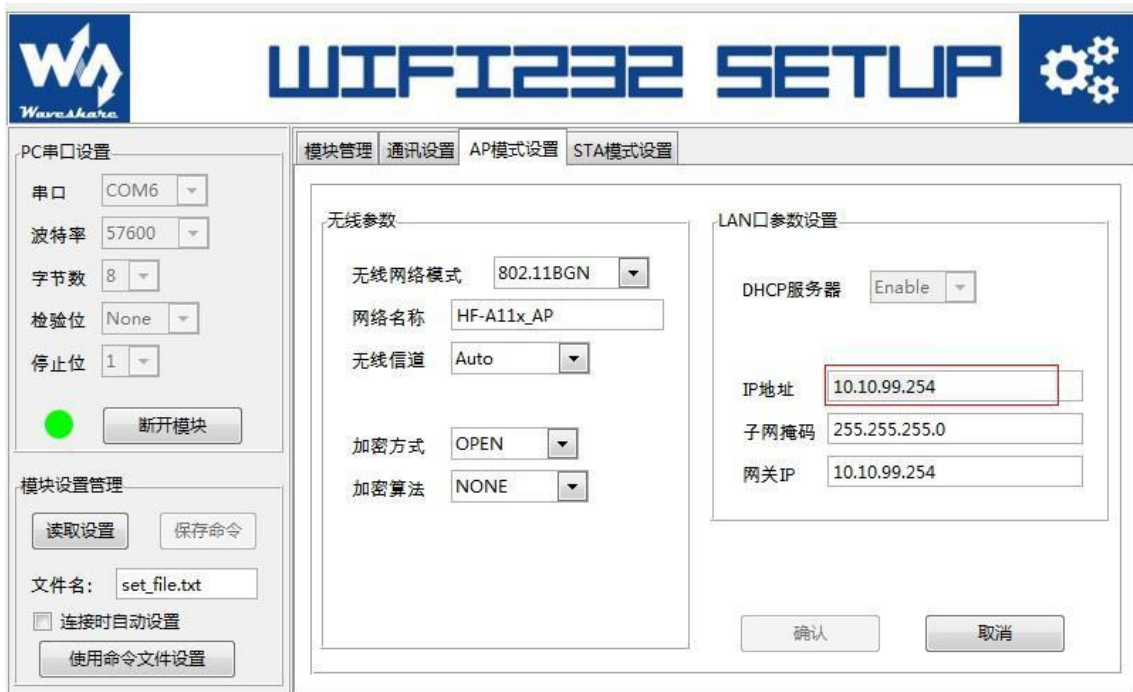 Waveshare
WIFI232 SETUP
PC串口设置
串口 COM6
波特率 57600
字节数 8
检验位 None
停止位 1
断开模块
模块设置管理
读取设置 保存命令
文件名: set_file.txt
连接时自动设置
使用命令文件设置
模块管理 通讯设置 AP模式设置 STA模式设置
无线参数
无线网络模式 802.11BGN
网络名称 HF-A11x_AP
无线信道 Auto
加密方式 OPEN
加密算法 NONE
LAN口参数设置
DHCP服务器 Enable
IP地址 10.10.99.254
子网掩码 255.255.255.0
网关IP 10.10.99.254
确认 取消